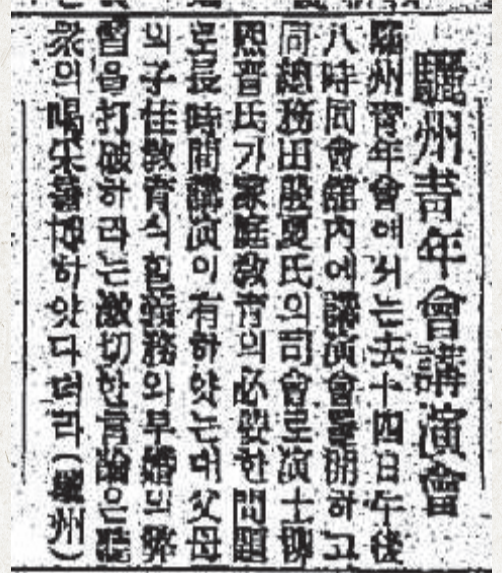 驪州靑年會講演會
驪州靑年會에서는去十四日午後
八時同會舘內에講演會를開하고
同總務田殷夏氏의司會로演士柳
熙普氏가家庭敎育의必要한問題
로長時間講演이有하얏는대父母
의子侄敎育식힐義務와早婚의弊
習을打破하라는激切한言論은聽
衆의喝采를博하얏다더라(驪州)